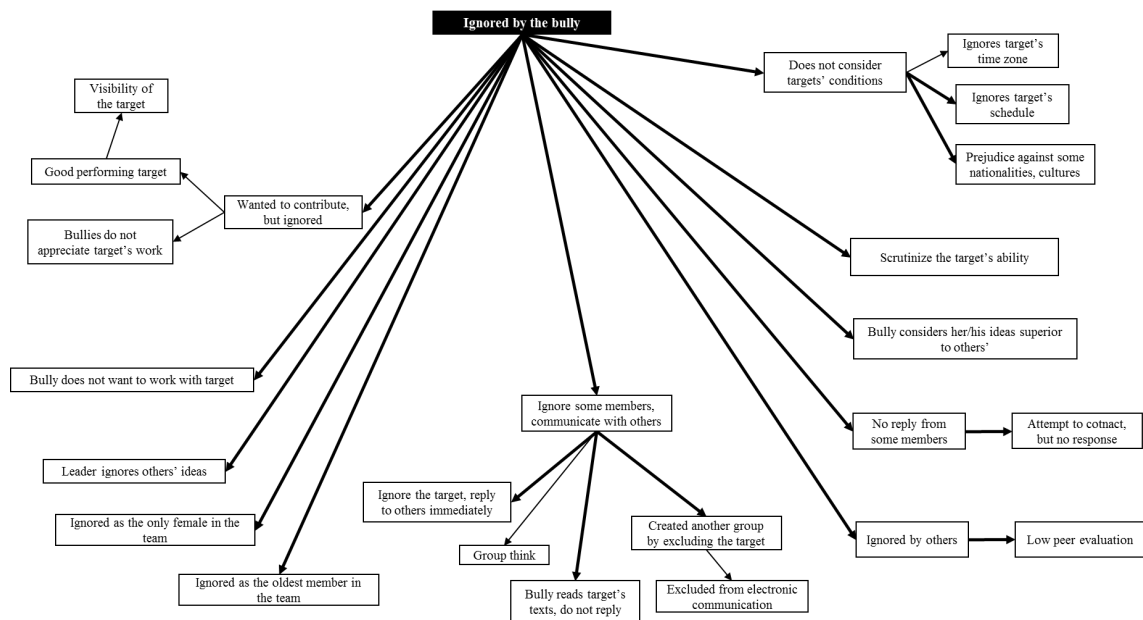 Ignored by the bully
Does not consider
targets' conditions
Ignores target's
time zone
Ignores target's
schedule
Prejudice against some
nationalities, cultures
Visibility of
the target
Good performing target
Wanted to contribute,
but ignored
Bullies do not
appreciate target's work
Scrutinize the target's ability
Bully considers her/his ideas superior
to others'
Bully does not want to work with target
Ignore some members,
communicate with others
No reply from
some members
Attempt to cotnact,
but no response
Leader ignores others' ideas
Ignore the target, reply
to others immediately
Ignored as the only female in the
team
Group think
Created another group
by excluding the target
Ignored by others
Low peer evaluation
Ignored as the oldest member in
the team
Bully reads target's
texts, do not reply
Excluded from electronic
communication